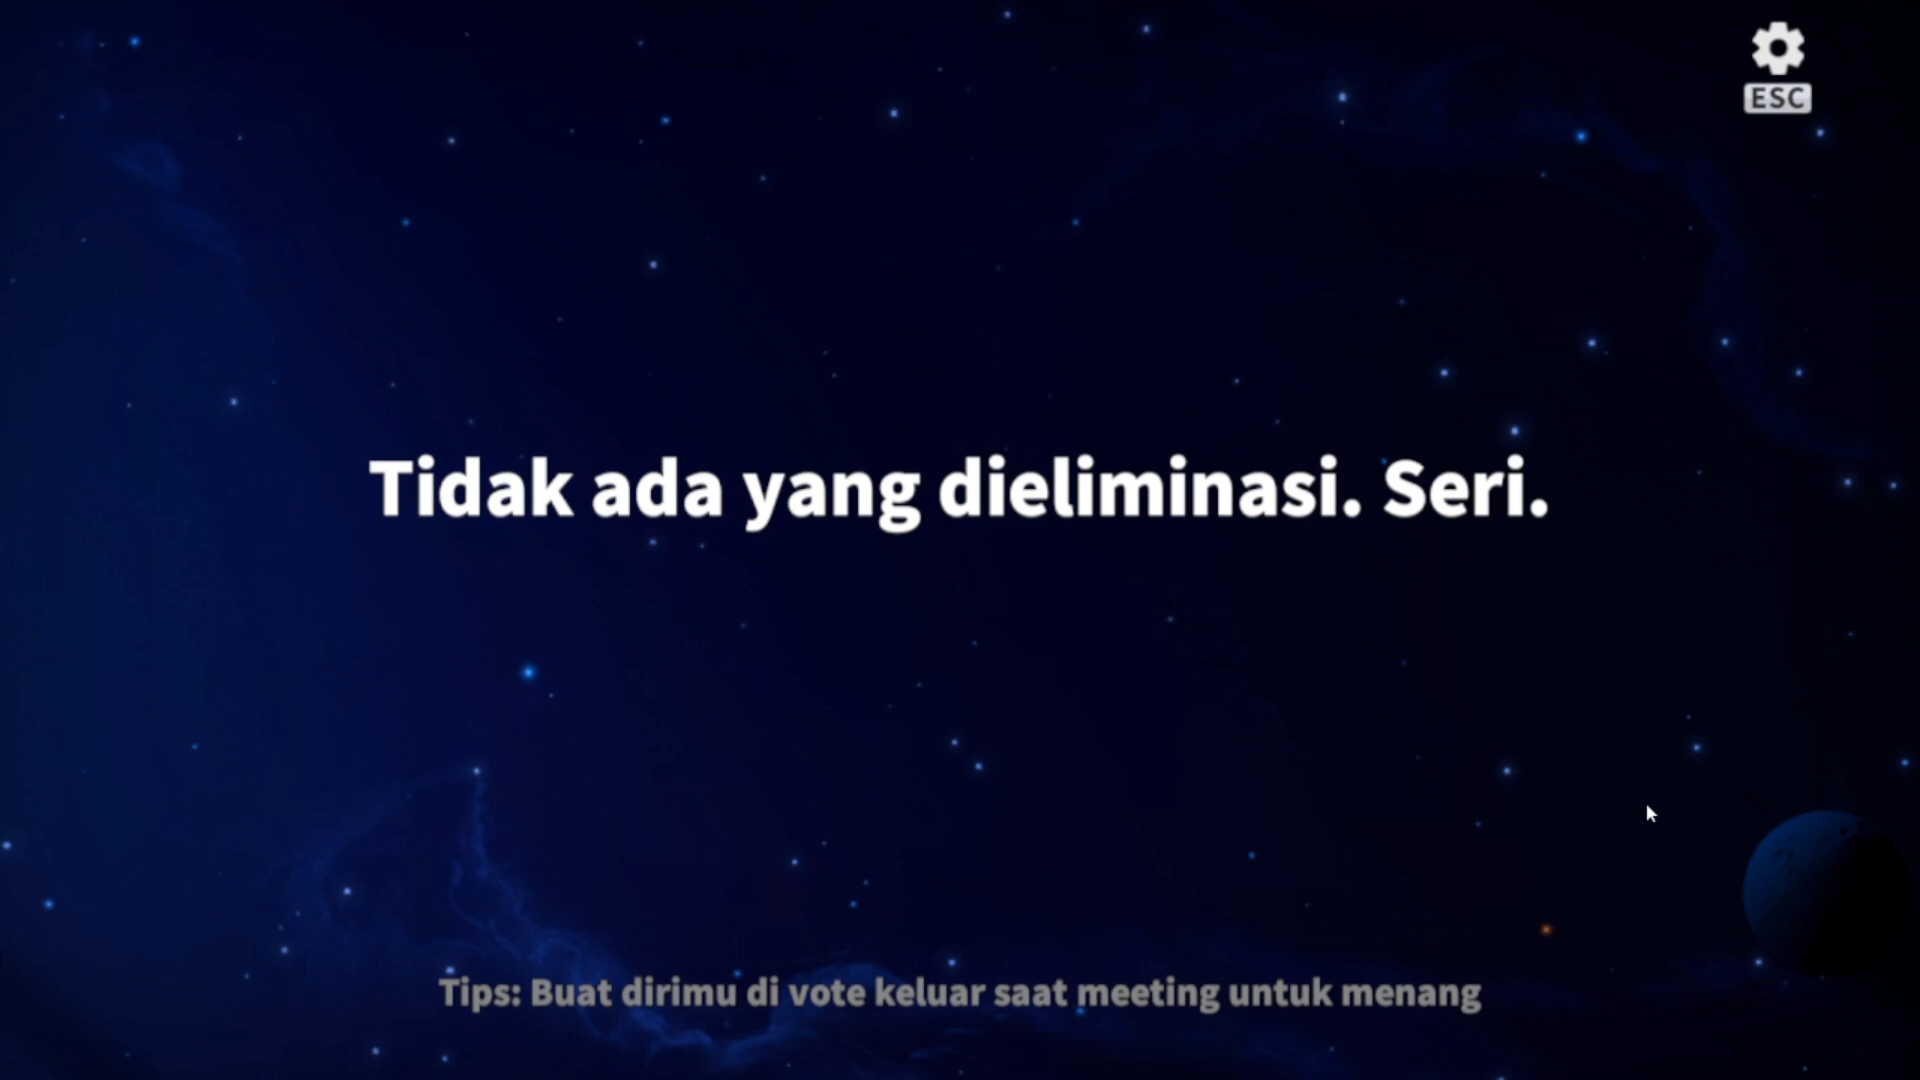 ESC
Tidak ada yang dieliminasi. Seri.
Tips: Buat dirimu di vote keluar saat meeting untuk menang